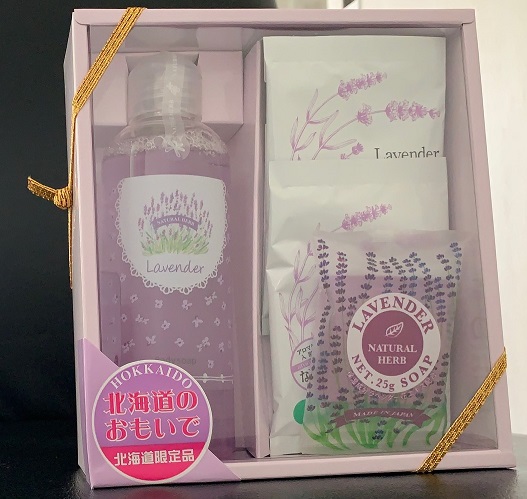 NATURAL HERB
Lavender
Lavender
LAVENDER
NATURAL
HERB
NET.25g SOAP
MADE IN JAPAN
HOKKAIDO
北海道の
おもいで
北海道限定品